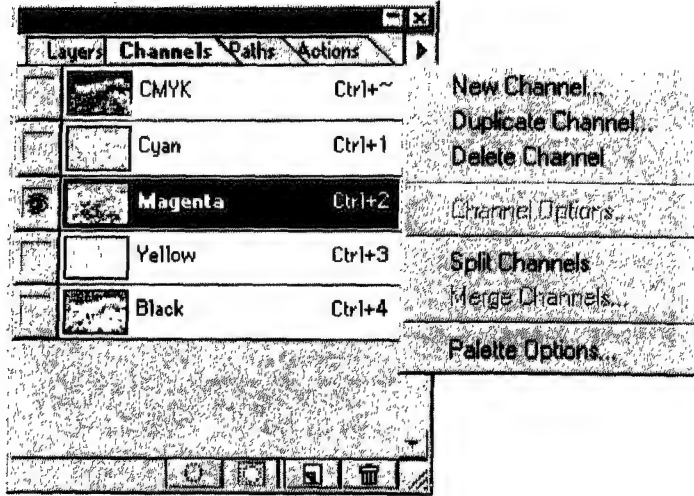 Layers Channels Paths Actions
CMYK Ctrl+~
Cyan Ctrl+1
Magenta Ctrl+2
Yellow Ctrl+3
Black Ctrl+4
New Channel...
Duplicate Channel...
Delete Channel
Channel Options...
Split Channels
Merge Channels...
Palette Options...